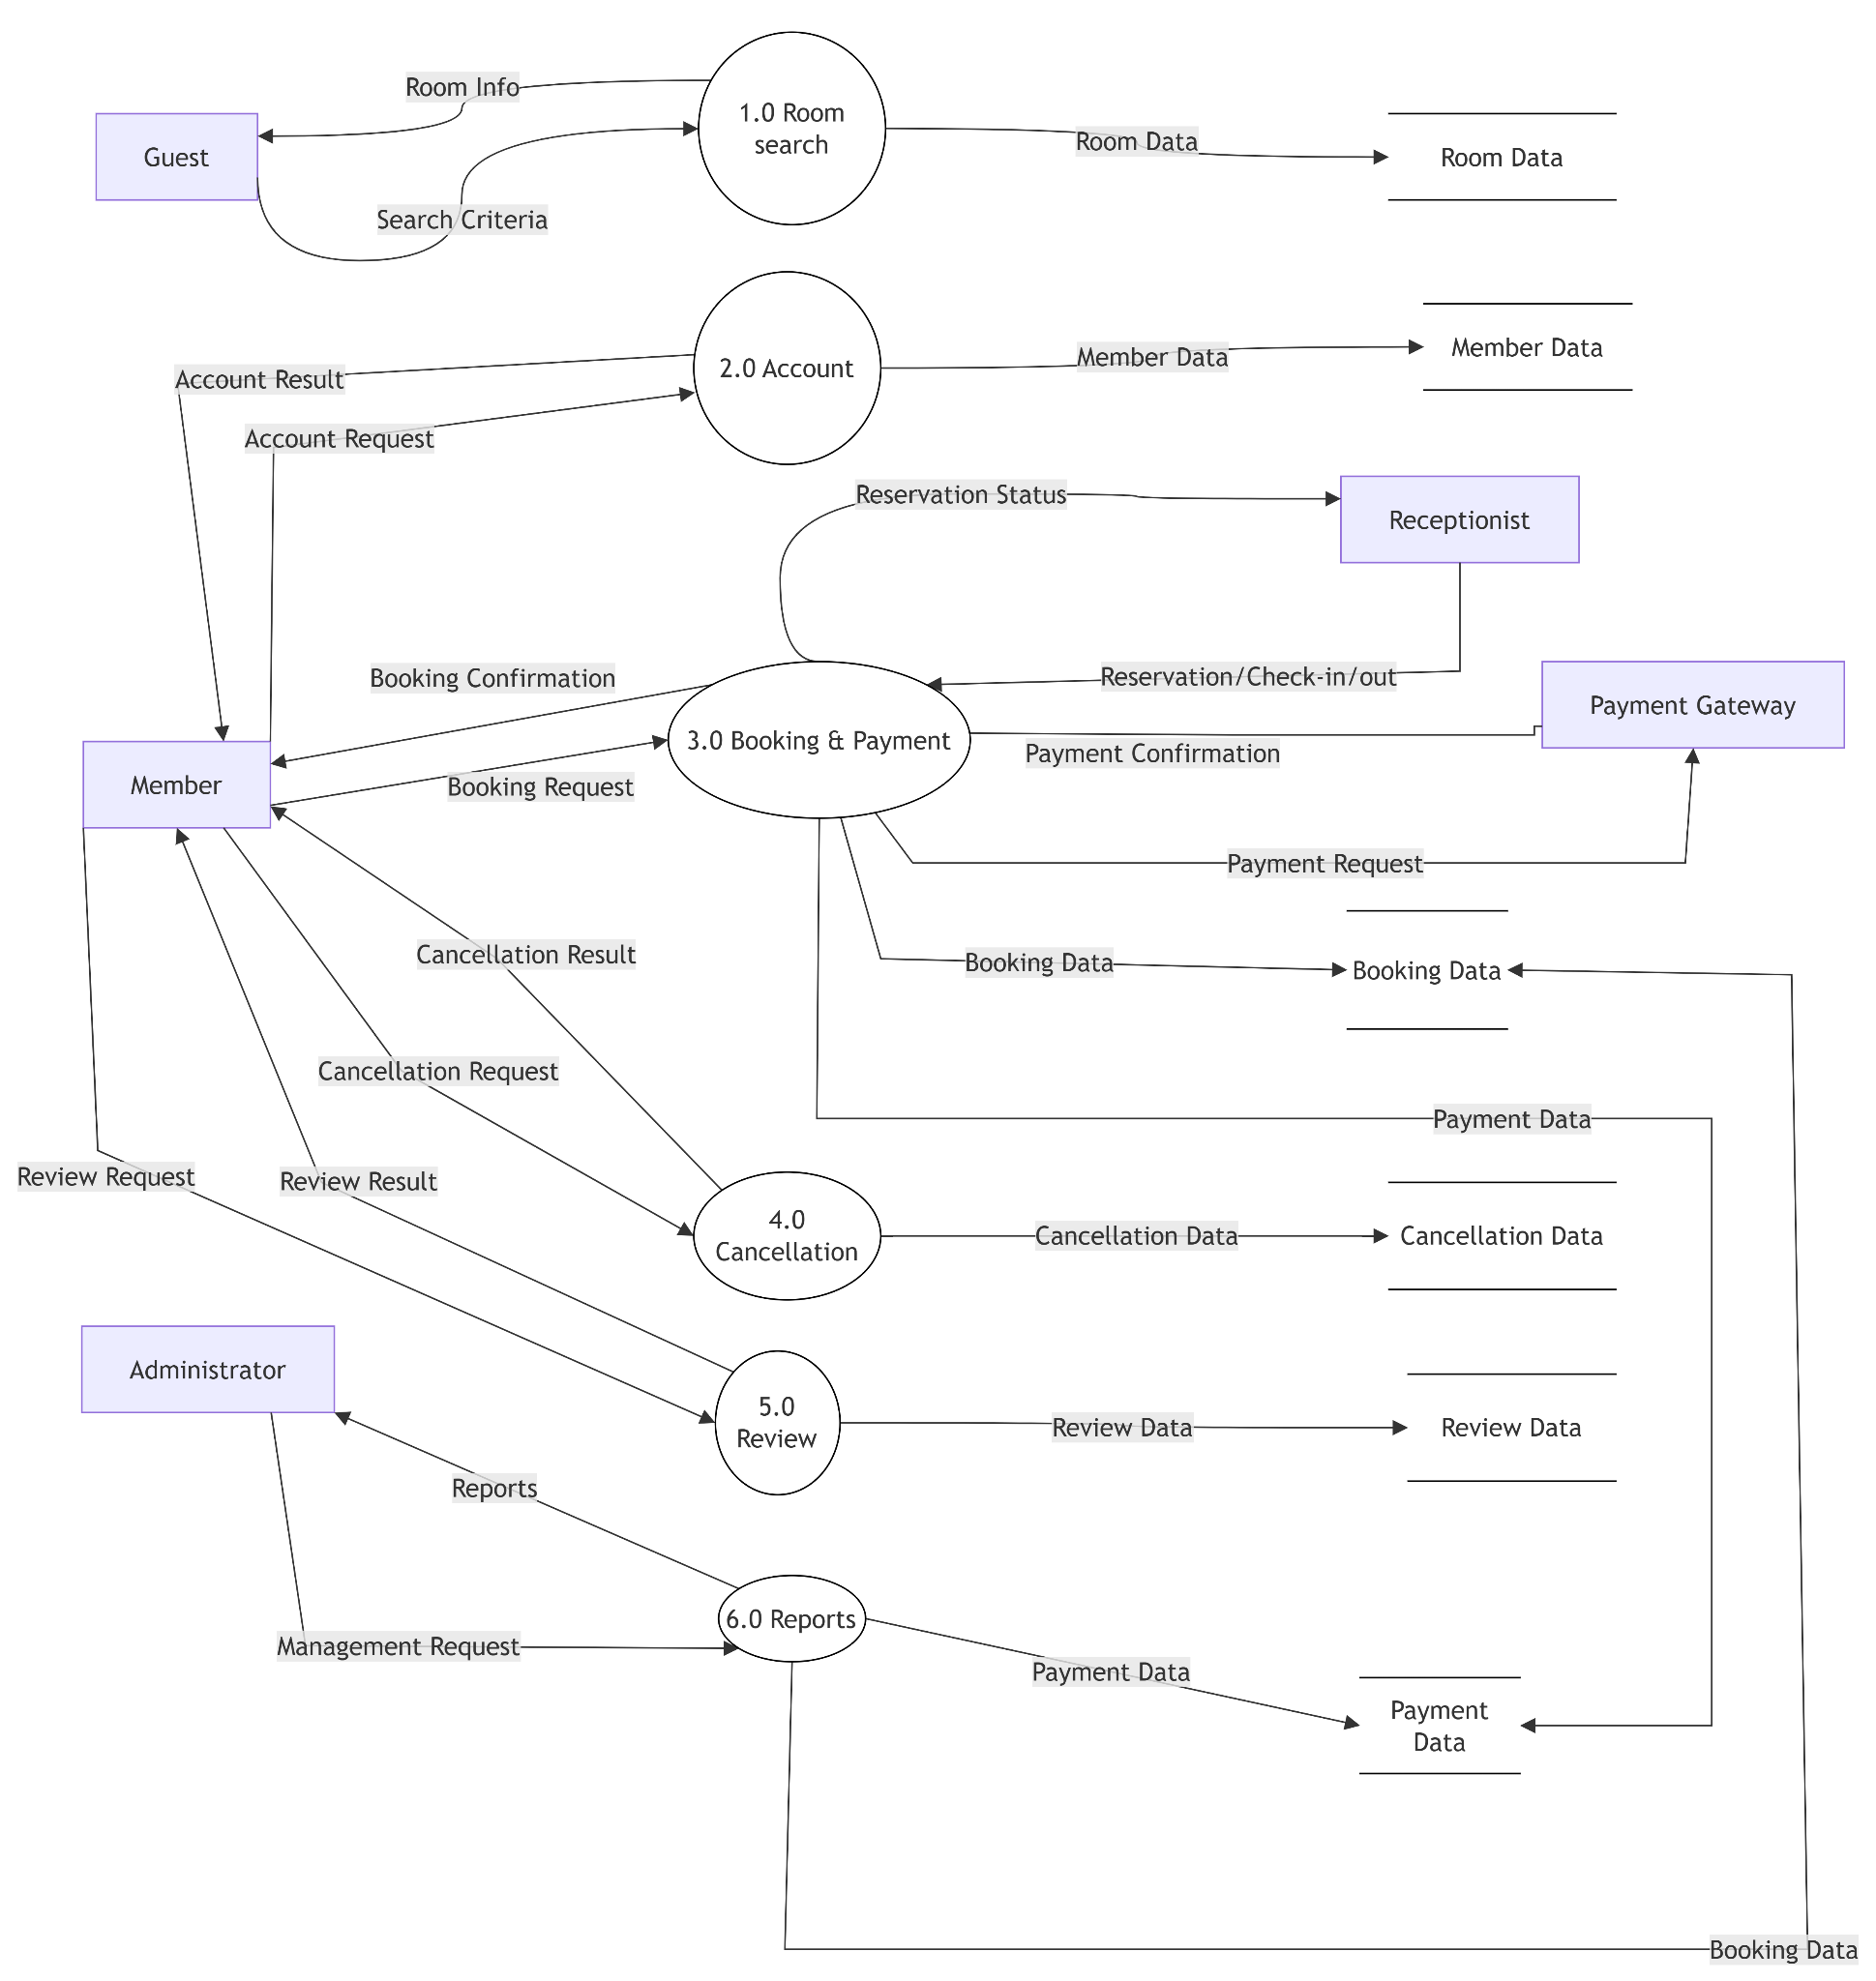 Room Info
1.0 Room
search
Guest
Room Data
Room Data
Search Criteria
Member Data
Member Data
2.0 Account
Account Result
Account Request
Reservation Status
Receptionist
Booking Confirmation
Reservation/Check-in/out
Payment Gateway
3.0 Booking & Payment
Payment Confirmation
Member
Booking Request
Payment Request
Cancellation Result
Booking Data
Booking Data
Cancellation Request
Payment Data
Review Request
Review Result
4.0
Cancellation
Cancellation Data
Cancellation Data
Administrator
5.0
Review
Review Data
Review Data
Reports
6.0 Reports
Management Request
Payment Data
Payment
Data
Booking Data